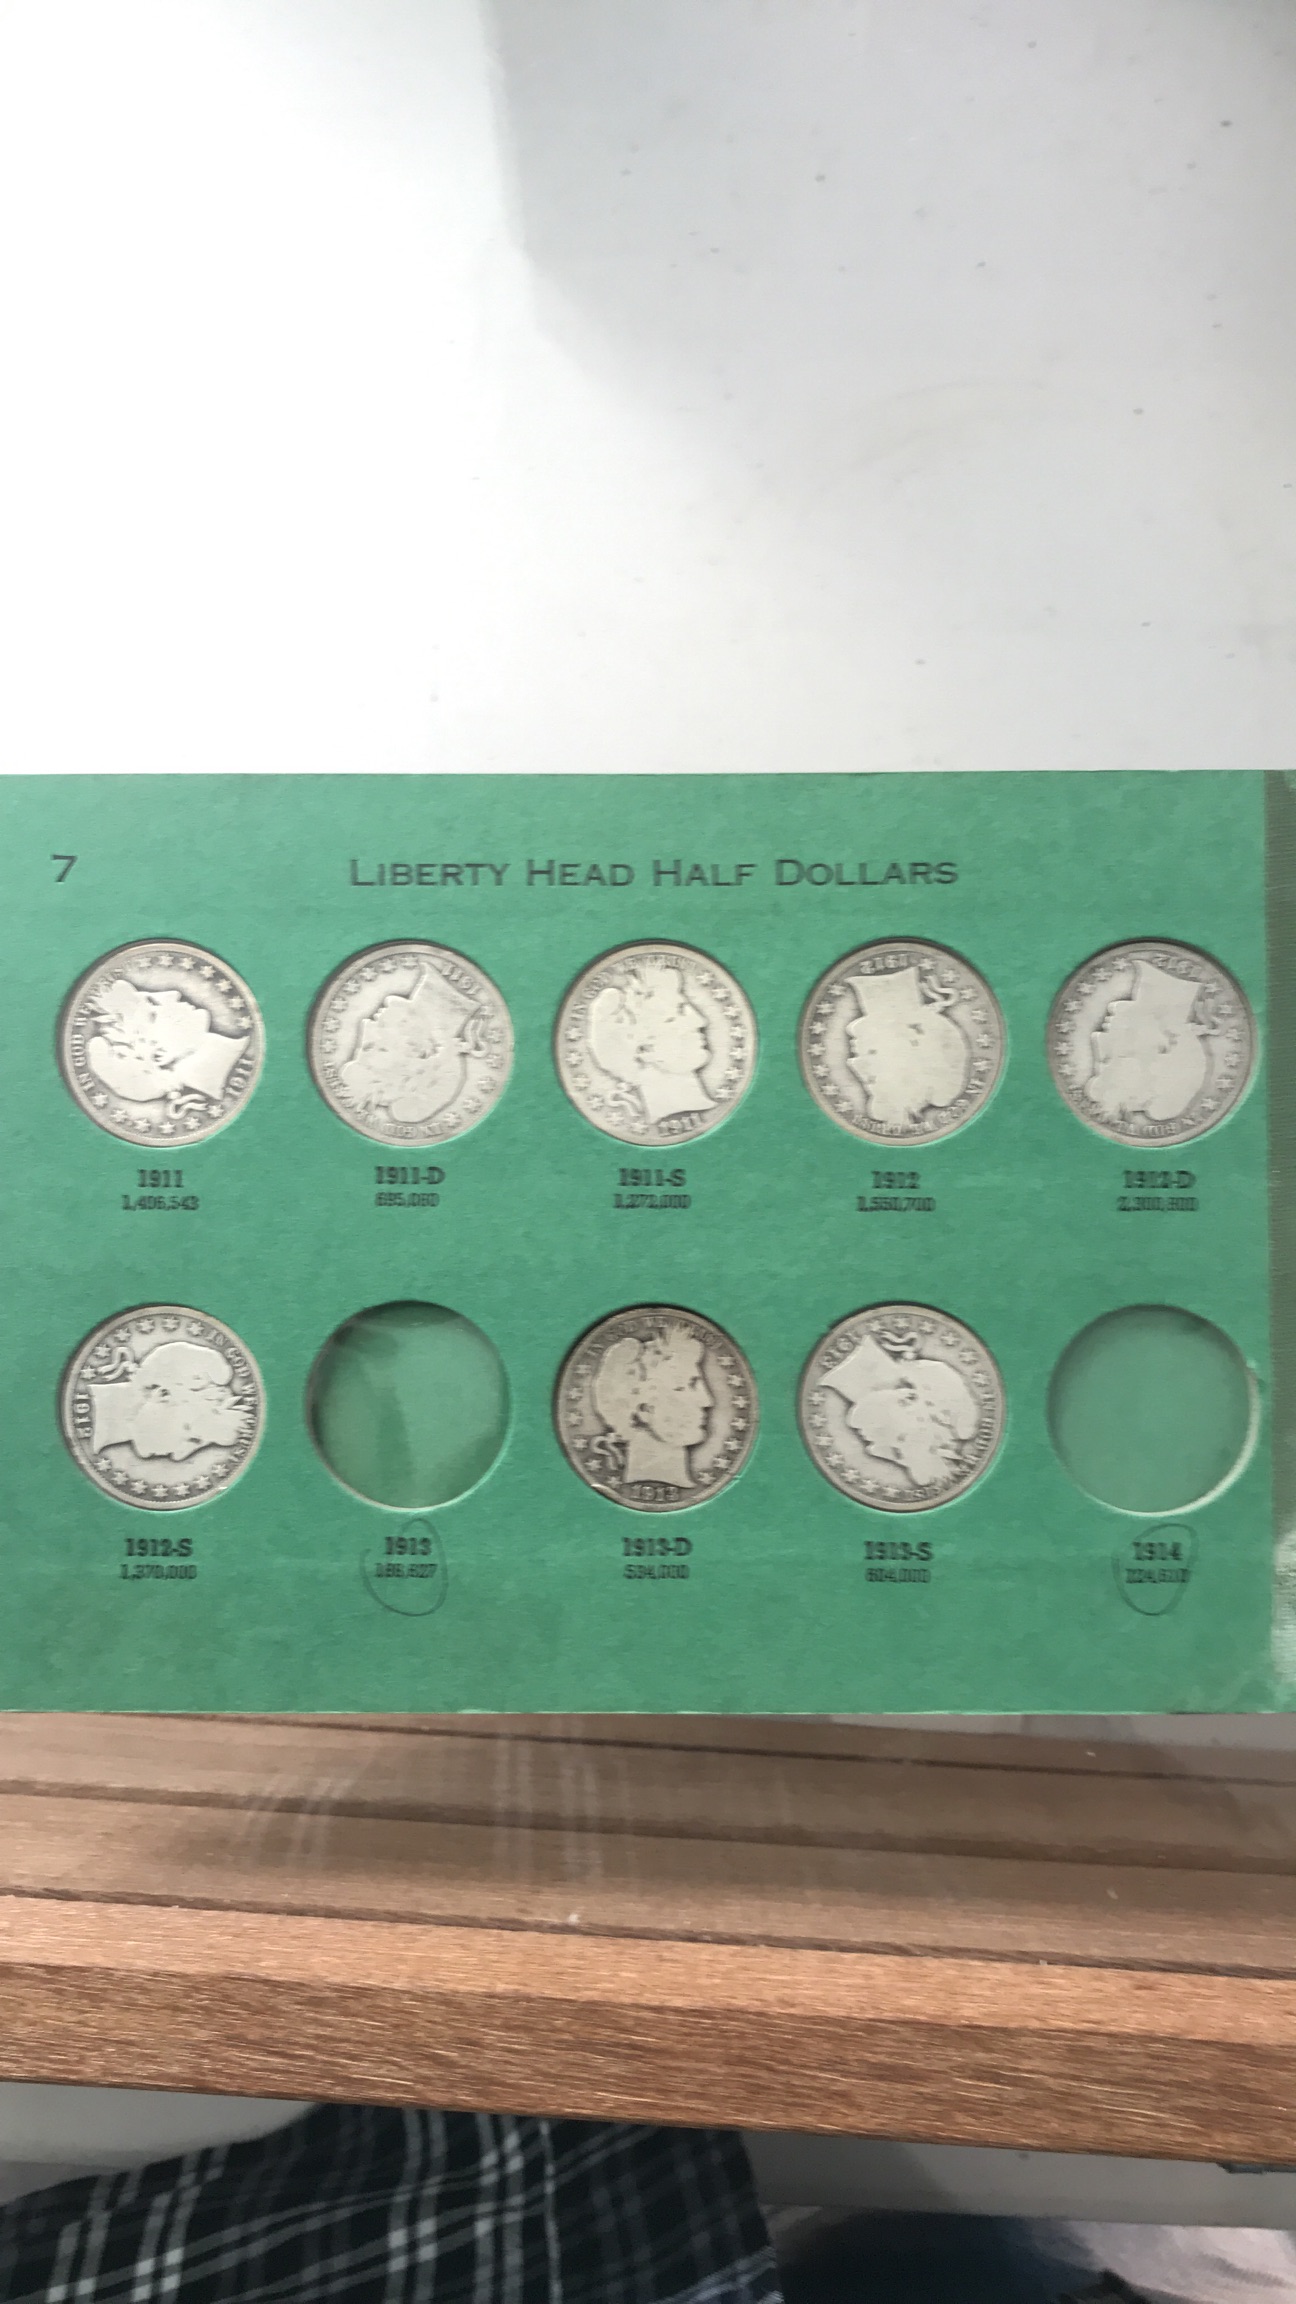 7
LIBERTY HEAD HALF DOLLARS
1911 1911-D 1911-S 1912 1912-D
1,406,543 695,080 1,272,000 1,550,700 2,300,800
1912-S 1913 1913-D 1913-S 1914
1,370,000 188,627 534,000 604,000 124,610